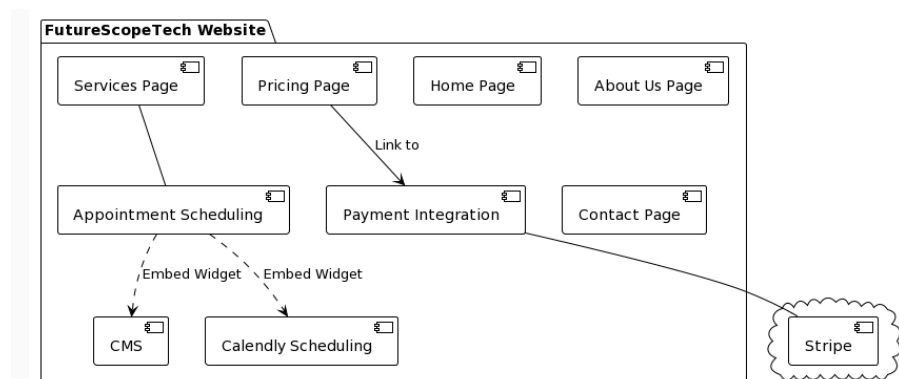 FutureScopeTech Website
Services Page
Pricing Page
Home Page
About Us Page
Link to
Appointment Scheduling
Payment Integration
Contact Page
Embed Widget
Embed Widget
CMS
Calendly Scheduling
Stripe